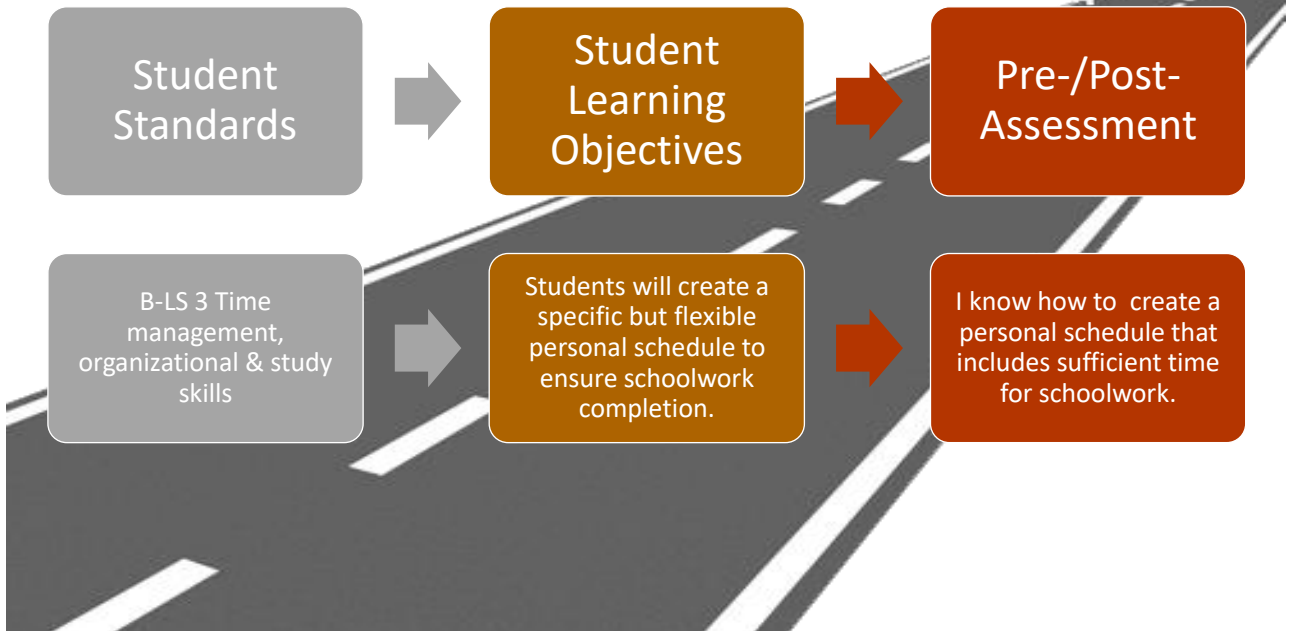 Student
Standards
Student
Learning
Objectives
Pre-/Post-
Assessment
B-LS 3 Time
management,
organizational & study
skills
Students will create a
specific but flexible
personal schedule to
ensure schoolwork
completion.
I know how to  create a
personal schedule that
includes sufficient time
for schoolwork.